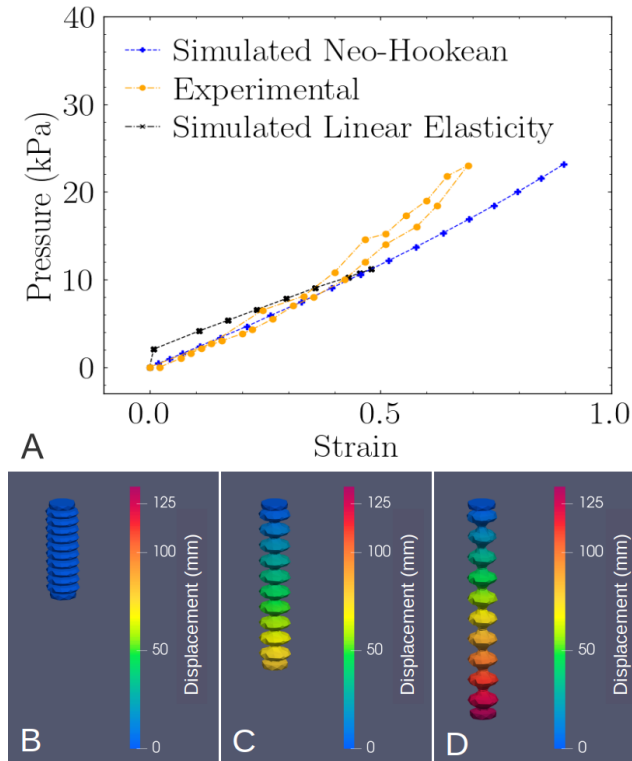 40
30
20
10
0
Pressure (kPa)
Simulated Neo-Hookean
Experimental
Simulated Linear Elasticity
0.0
0.5
1.0
Strain
A
125
100
50
0
Displacement (mm)
B
125
100
50
0
Displacement (mm)
C
125
100
50
0
Displacement (mm)
D